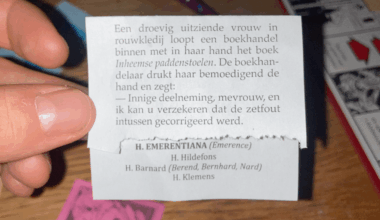 Een droevig uitziende vrouw in
rouwkledij loopt een boekhandel
binnen met in haar hand het boek
Inheemse paddenstoelen. De boekhan-
delaar drukt haar bemoedigend de
hand en zegt:
— Innige deelneming, mevrouw, en
ik kan u verzekeren dat de zetfout
intussen gecorrigeerd werd.
H. EMERENTIANA (Emerence)
H. Hildefons
H. Barnard (Berend, Bernhard, Nard)
H. Klemens